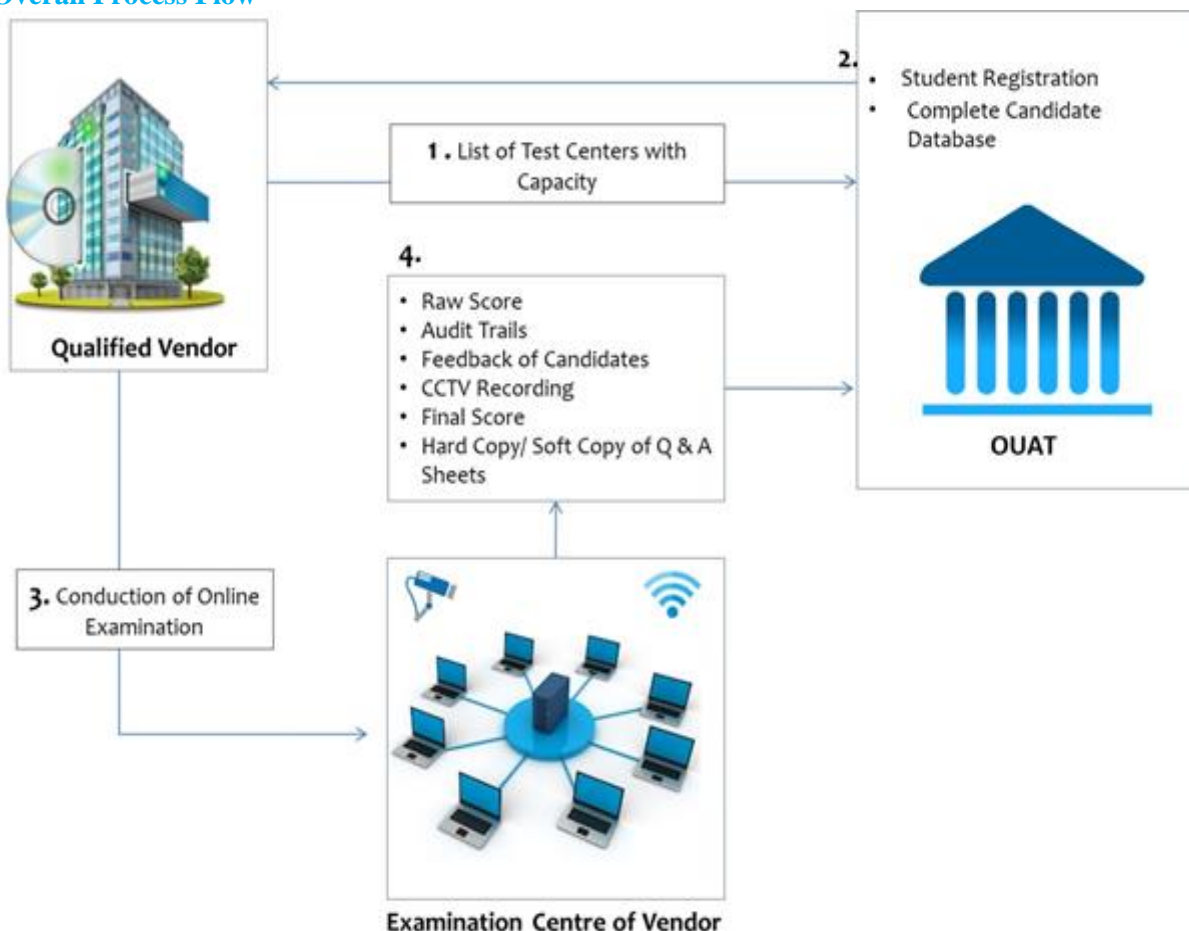 Overall Process Flow
2.
• Student Registration
• Complete Candidate
Database
1 . List of Test Centers with
Capacity
4.
• Raw Score
• Audit Trails
• Feedback of Candidates
• CCTV Recording
• Final Score
• Hard Copy/ Soft Copy of Q & A
Sheets
Qualified Vendor
OUAT
3. Conduction of Online
Examination
Examination Centre of Vendor